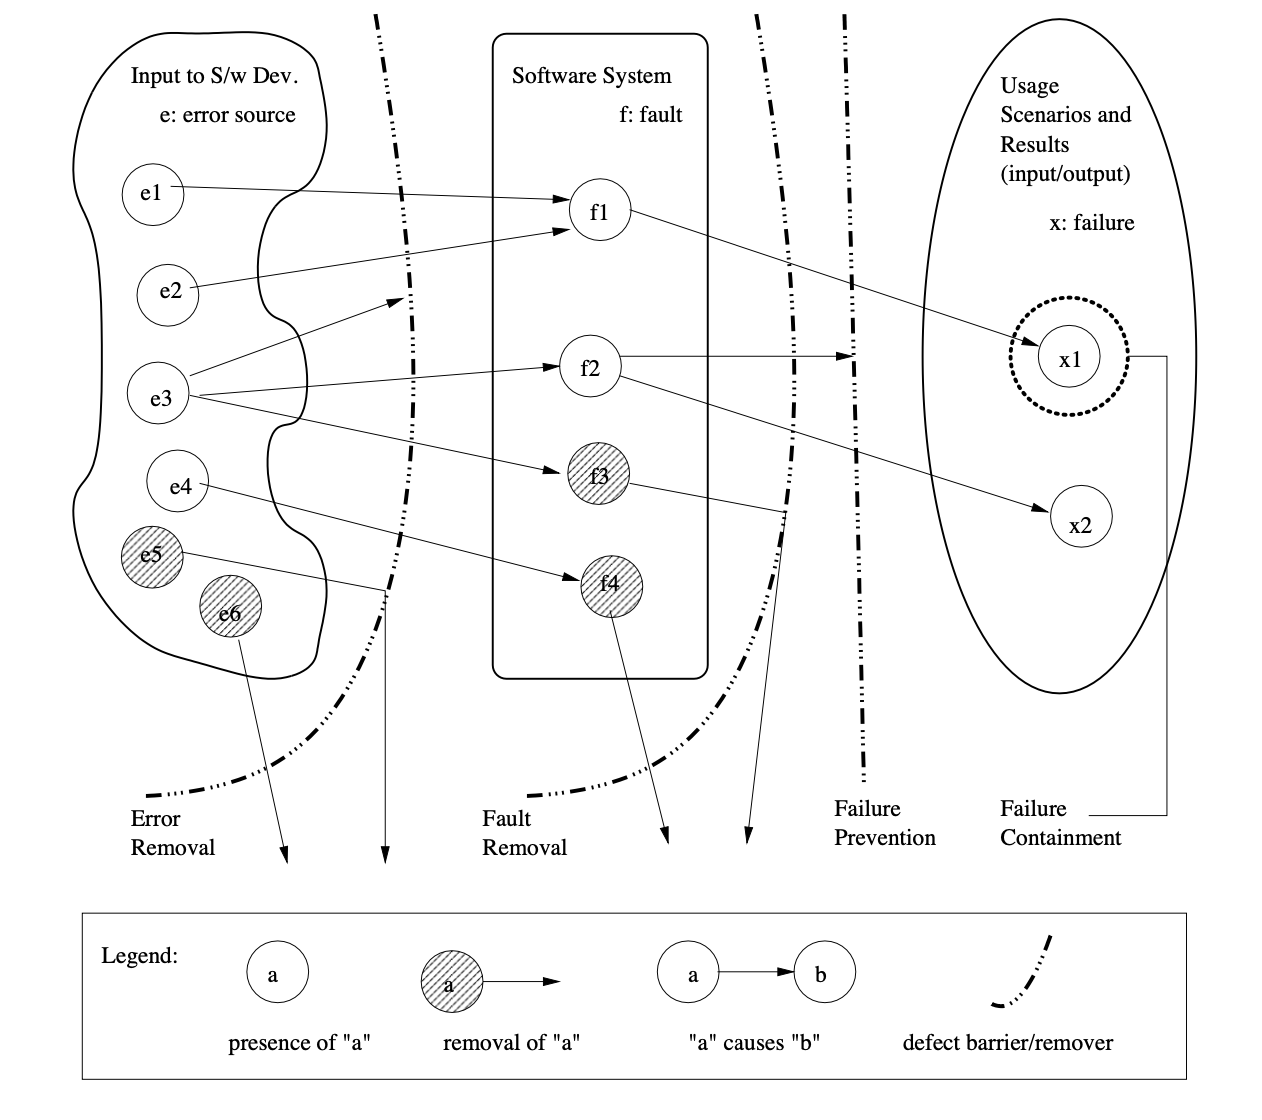 Input to S/w Dev.
e: error source
e1
e2
e3
e4
e5
e6
Error
Removal
Software System
f: fault
f1
f2
f3
f4
Fault
Removal
Failure
Prevention
Usage
Scenarios and
Results
(input/output)
x: failure
x1
x2
Failure
Containment
Legend:
a
presence of "a"
a
removal of "a"
a
b
"a" causes "b"
defect barrier/remover